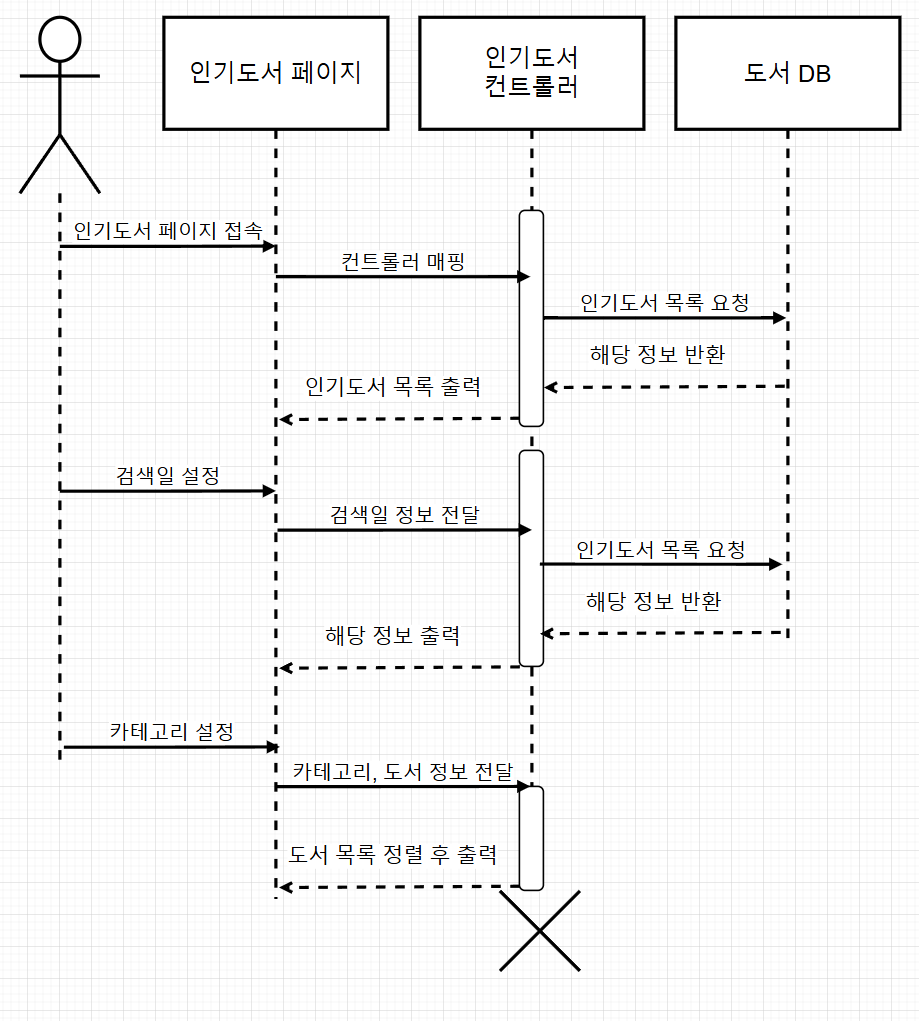 인기도서 페이지
인기도서
컨트롤러
도서 DB
인기도서 페이지 접속
컨트롤러 매핑
인기도서 목록 요청
해당 정보 반환
인기도서 목록 출력
검색일 설정
검색일 정보 전달
인기도서 목록 요청
해당 정보 반환
해당 정보 출력
카테고리 설정
카테고리, 도서 정보 전달
도서 목록 정렬 후 출력